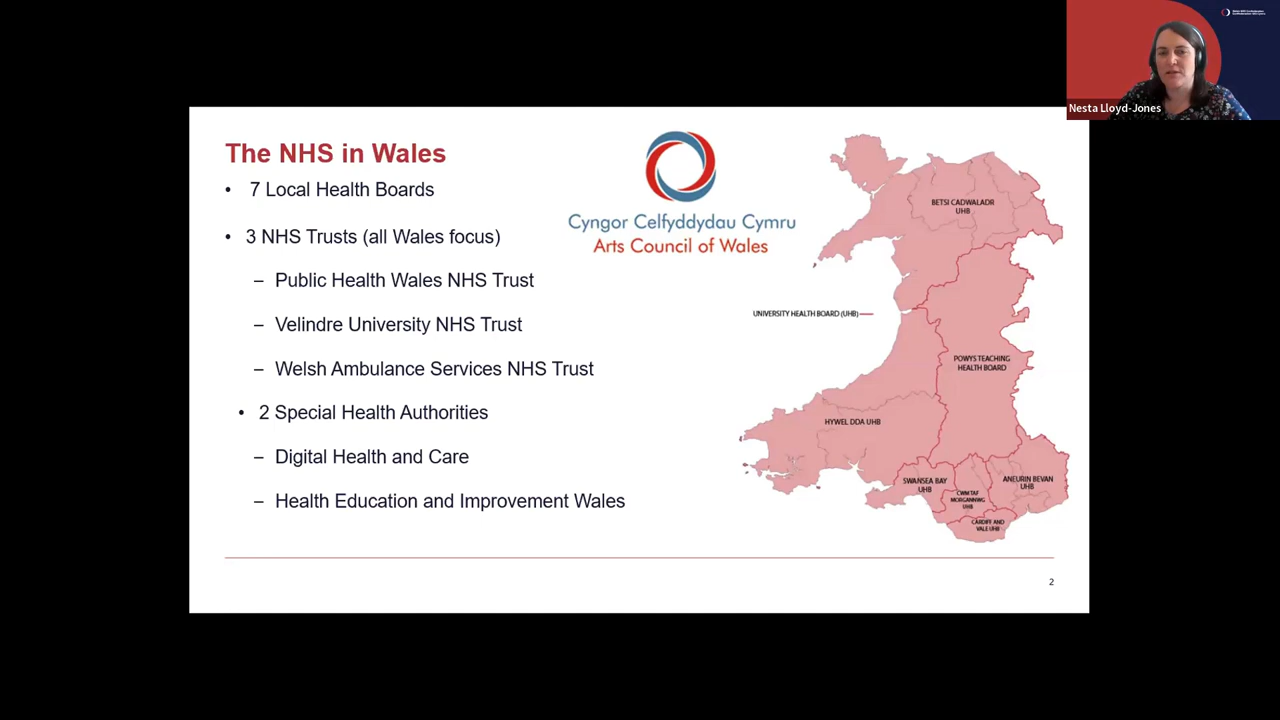 Nesta Lloyd-Jones
The NHS in Wales
• 7 Local Health Boards
• 3 NHS Trusts (all Wales focus)
– Public Health Wales NHS Trust
– Velindre University NHS Trust
– Welsh Ambulance Services NHS Trust
• 2 Special Health Authorities
– Digital Health and Care
– Health Education and Improvement Wales
Cyngor Celfyddydau Cymru
Arts Council of Wales
BETSI CADWALADR
UHB
UNIVERSITY HEALTH BOARD (UHB)
POWYS TEACHING
HEALTH BOARD
HYWEL DDA UHB
SWANSEA BAY
UHB
CWM TAF
MORGANNWG
UHB
ANEURIN BEVAN
UHB
CARDIFF AND
VALE UHB
2